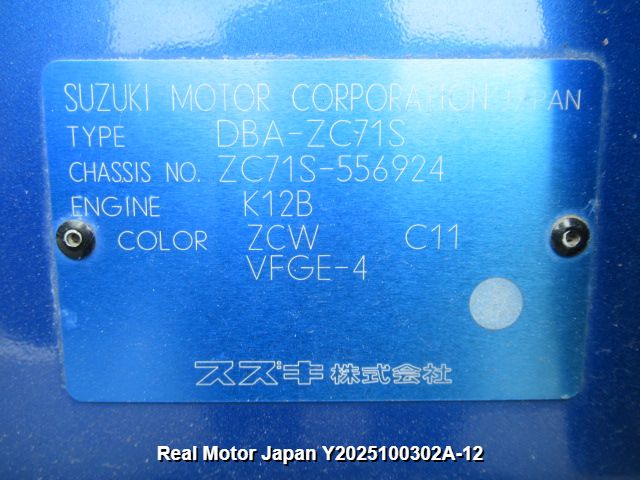 SUZUKI MOTOR CORPORATION JAPAN
TYPE DBA-ZC71S
CHASSIS NO. ZC71S-556924
ENGINE K12B
COLOR ZCW C11
VFGE-4
スズキ株式会社
Real Motor Japan Y2025100302A-12